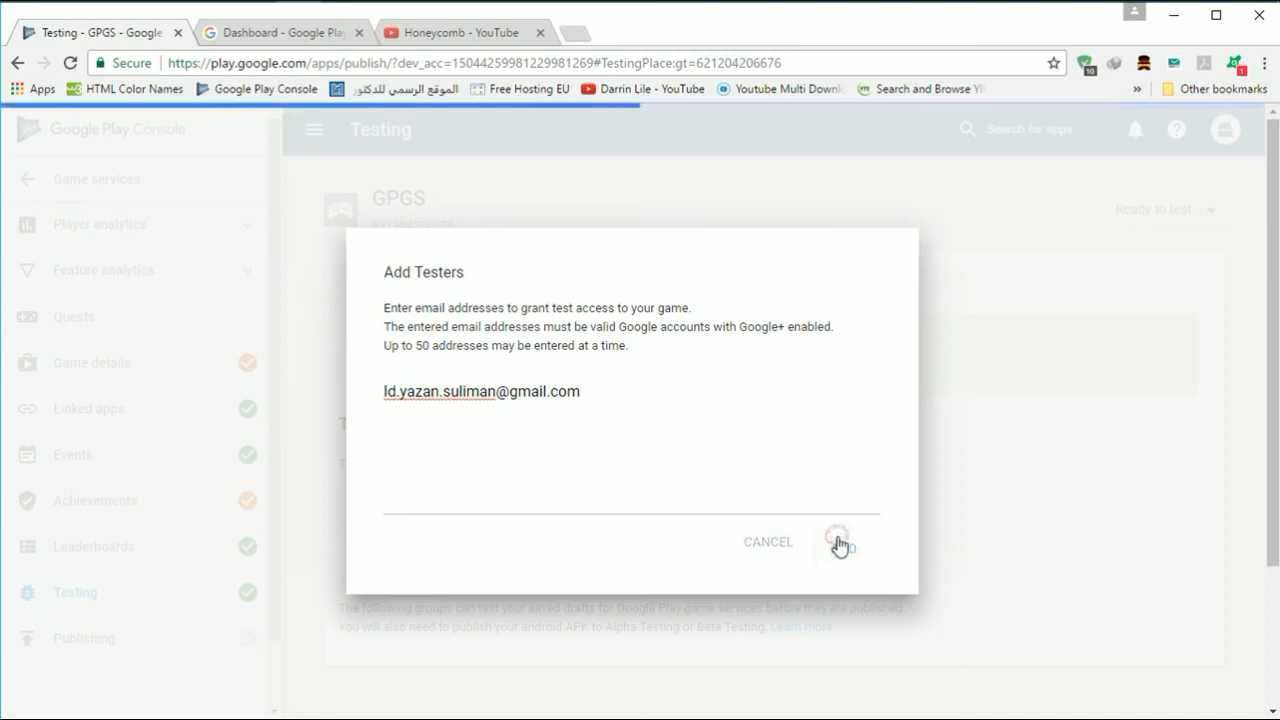 Testing - GPGS - Google
Dashboard - Google Play
Honeycomb - YouTube
Secure
https://play.google.com/apps/publish/?dev_acc=15044259981229981269#TestingPlace:gt=621204206676
10
1
Apps
HTML Color Names
Google Play Console
الموقع الرسمي للدكتور
Free Hosting EU
Darrin Lile - YouTube
Youtube Multi Downl
Search and Browse YI
»
Other bookmarks
Google Play Console
Testing
Search for apps
Game services
GPGS
Ready to test
Player analytics
Feature analytics
Quests
Game details
Linked apps
Events
Achievements
Leaderboards
Testing
Publishing
Add Testers
Enter email addresses to grant test access to your game.
The entered email addresses must be valid Google accounts with Google+ enabled.
Up to 50 addresses may be entered at a time.
ld.yazan.suliman@gmail.com
CANCEL
The following groups can test your saved drafts for Google Play game services before they are published.
You will also need to publish your android APK to Alpha Testing or Beta Testing. Learn more.